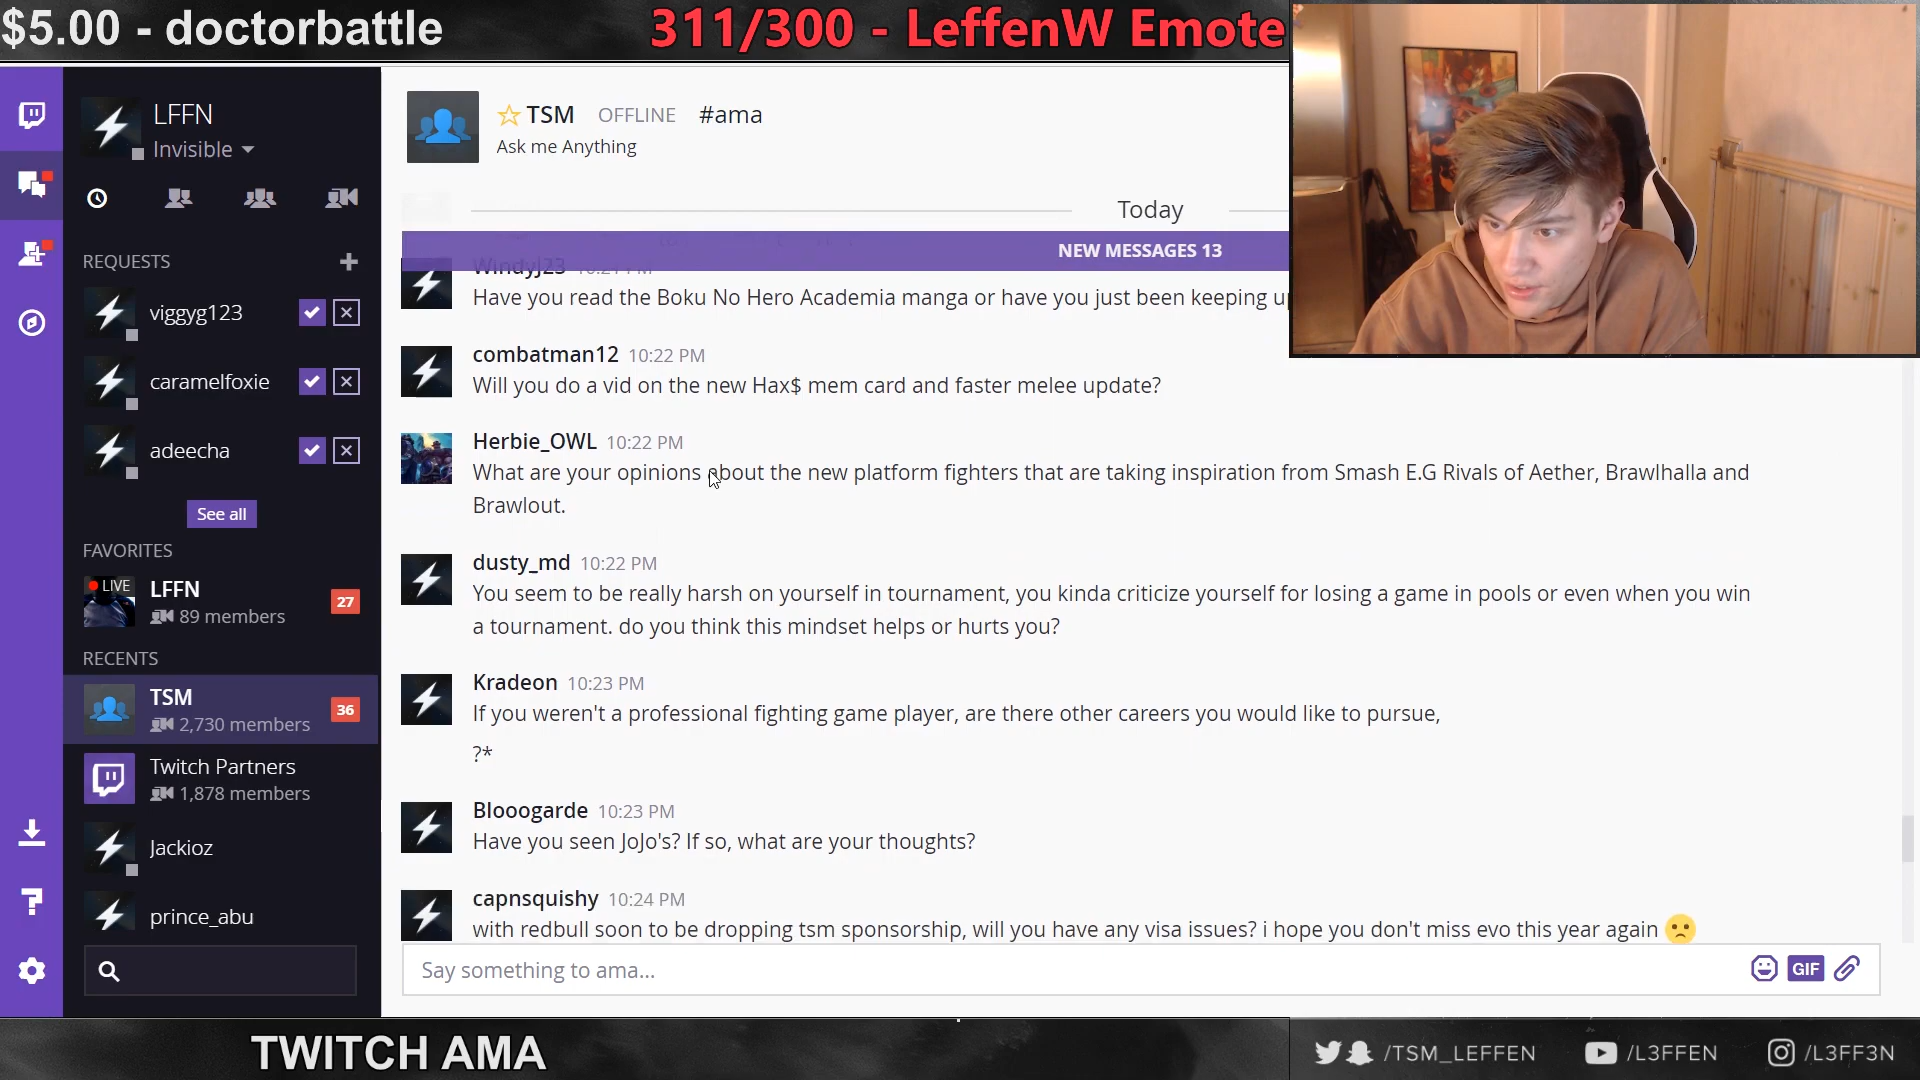 $5.00 - doctorbattle
311/300 - LeffenW Emote
LFFN
Invisible
TSM OFFLINE #ama
Ask me Anything
REQUESTS +
viggyg123
caramelfoxie
adeecha
See all
FAVORITES
LIVE
LFFN
89 members
27
RECENTS
TSM
2,730 members
36
Twitch Partners
1,878 members
Jackioz
prince_abu
Today
NEW MESSAGES 13
WindyJ23
Have you read the Boku No Hero Academia manga or have you just been keeping
combatman12 10:22 PM
Will you do a vid on the new Hax$ mem card and faster melee update?
Herbie_OWL 10:22 PM
What are your opinions about the new platform fighters that are taking inspiration from Smash E.G Rivals of Aether, Brawlhalla and
Brawlout.
dusty_md 10:22 PM
You seem to be really harsh on yourself in tournament, you kinda criticize yourself for losing a game in pools or even when you win
a tournament. do you think this mindset helps or hurts you?
Kradeon 10:23 PM
If you weren't a professional fighting game player, are there other careers you would like to pursue,
?*
Blooogarde 10:23 PM
Have you seen JoJo's? If so, what are your thoughts?
capnsquishy 10:24 PM
with redbull soon to be dropping tsm sponsorship, will you have any visa issues? i hope you don't miss evo this year again 🙁
Say something to ama...
GIF
TWITCH AMA
/TSM_LEFFEN
/L3FFEN
/L3FF3N